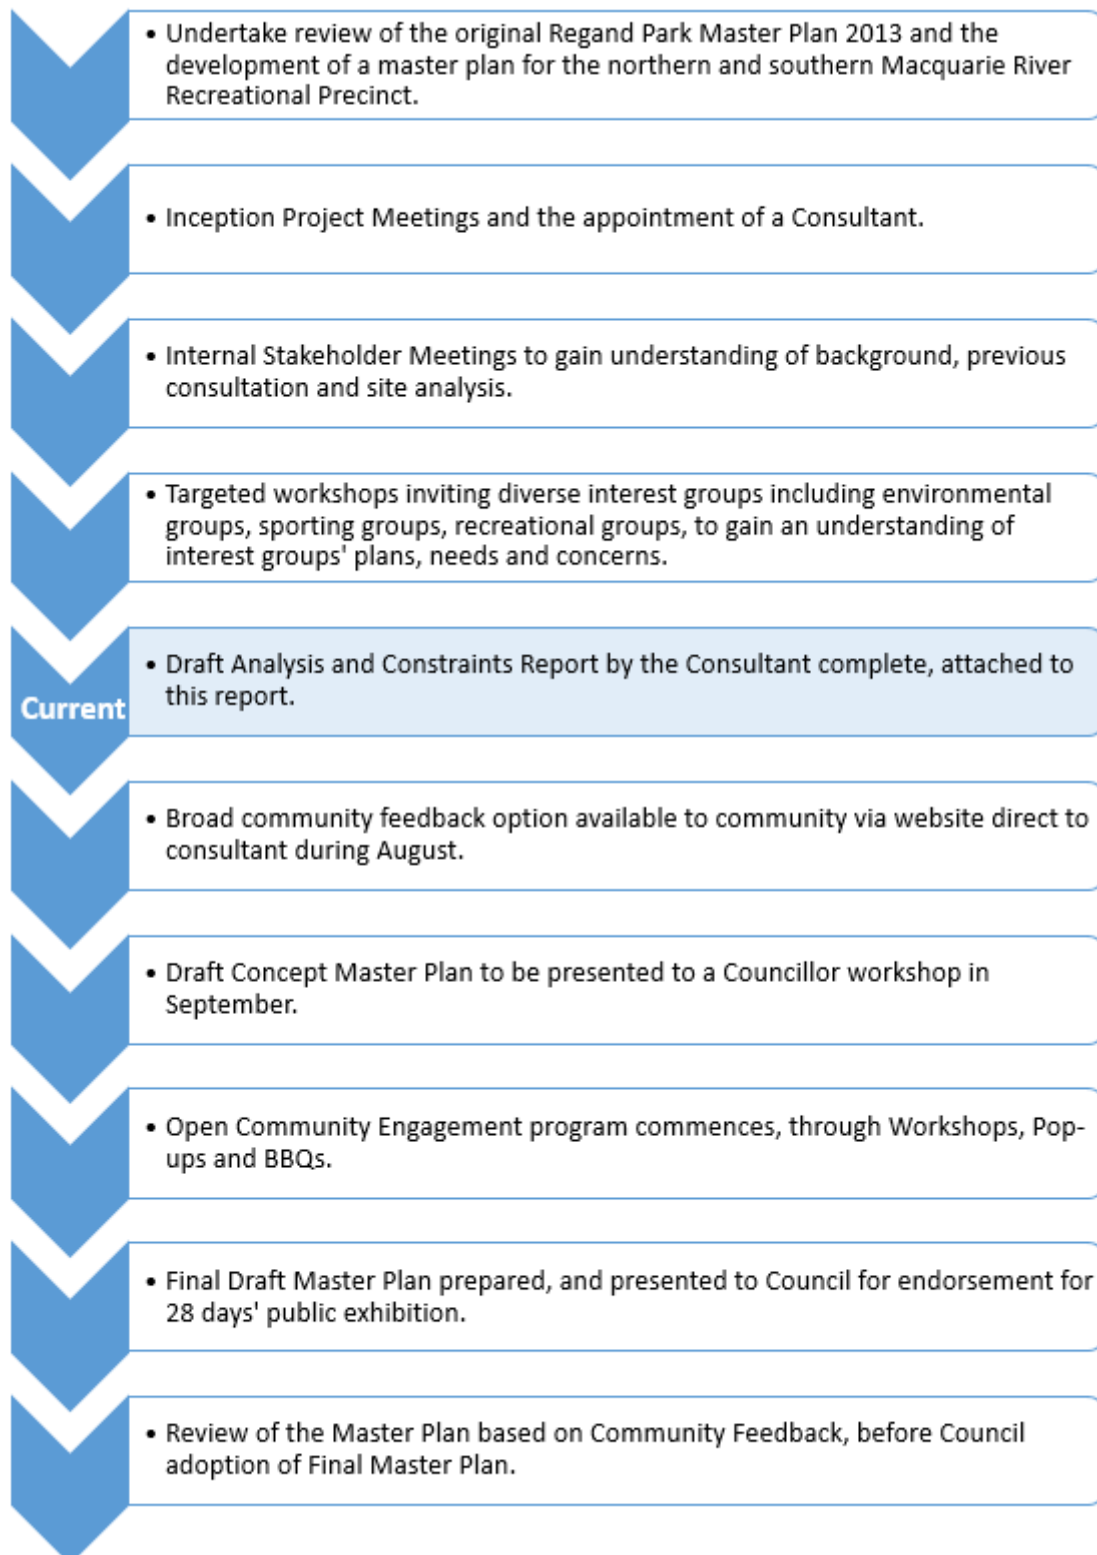 • Undertake review of the original Regand Park Master Plan 2013 and the
development of a master plan for the northern and southern Macquarie River
Recreational Precinct.
• Inception Project Meetings and the appointment of a Consultant.
• Internal Stakeholder Meetings to gain understanding of background, previous
consultation and site analysis.
• Targeted workshops inviting diverse interest groups including environmental
groups, sporting groups, recreational groups, to gain an understanding of
interest groups' plans, needs and concerns.
Current
• Draft Analysis and Constraints Report by the Consultant complete, attached to
this report.
• Broad community feedback option available to community via website direct to
consultant during August.
• Draft Concept Master Plan to be presented to a Councillor workshop in
September.
• Open Community Engagement program commences, through Workshops, Pop-
ups and BBQs.
• Final Draft Master Plan prepared, and presented to Council for endorsement for
28 days' public exhibition.
• Review of the Master Plan based on Community Feedback, before Council
adoption of Final Master Plan.